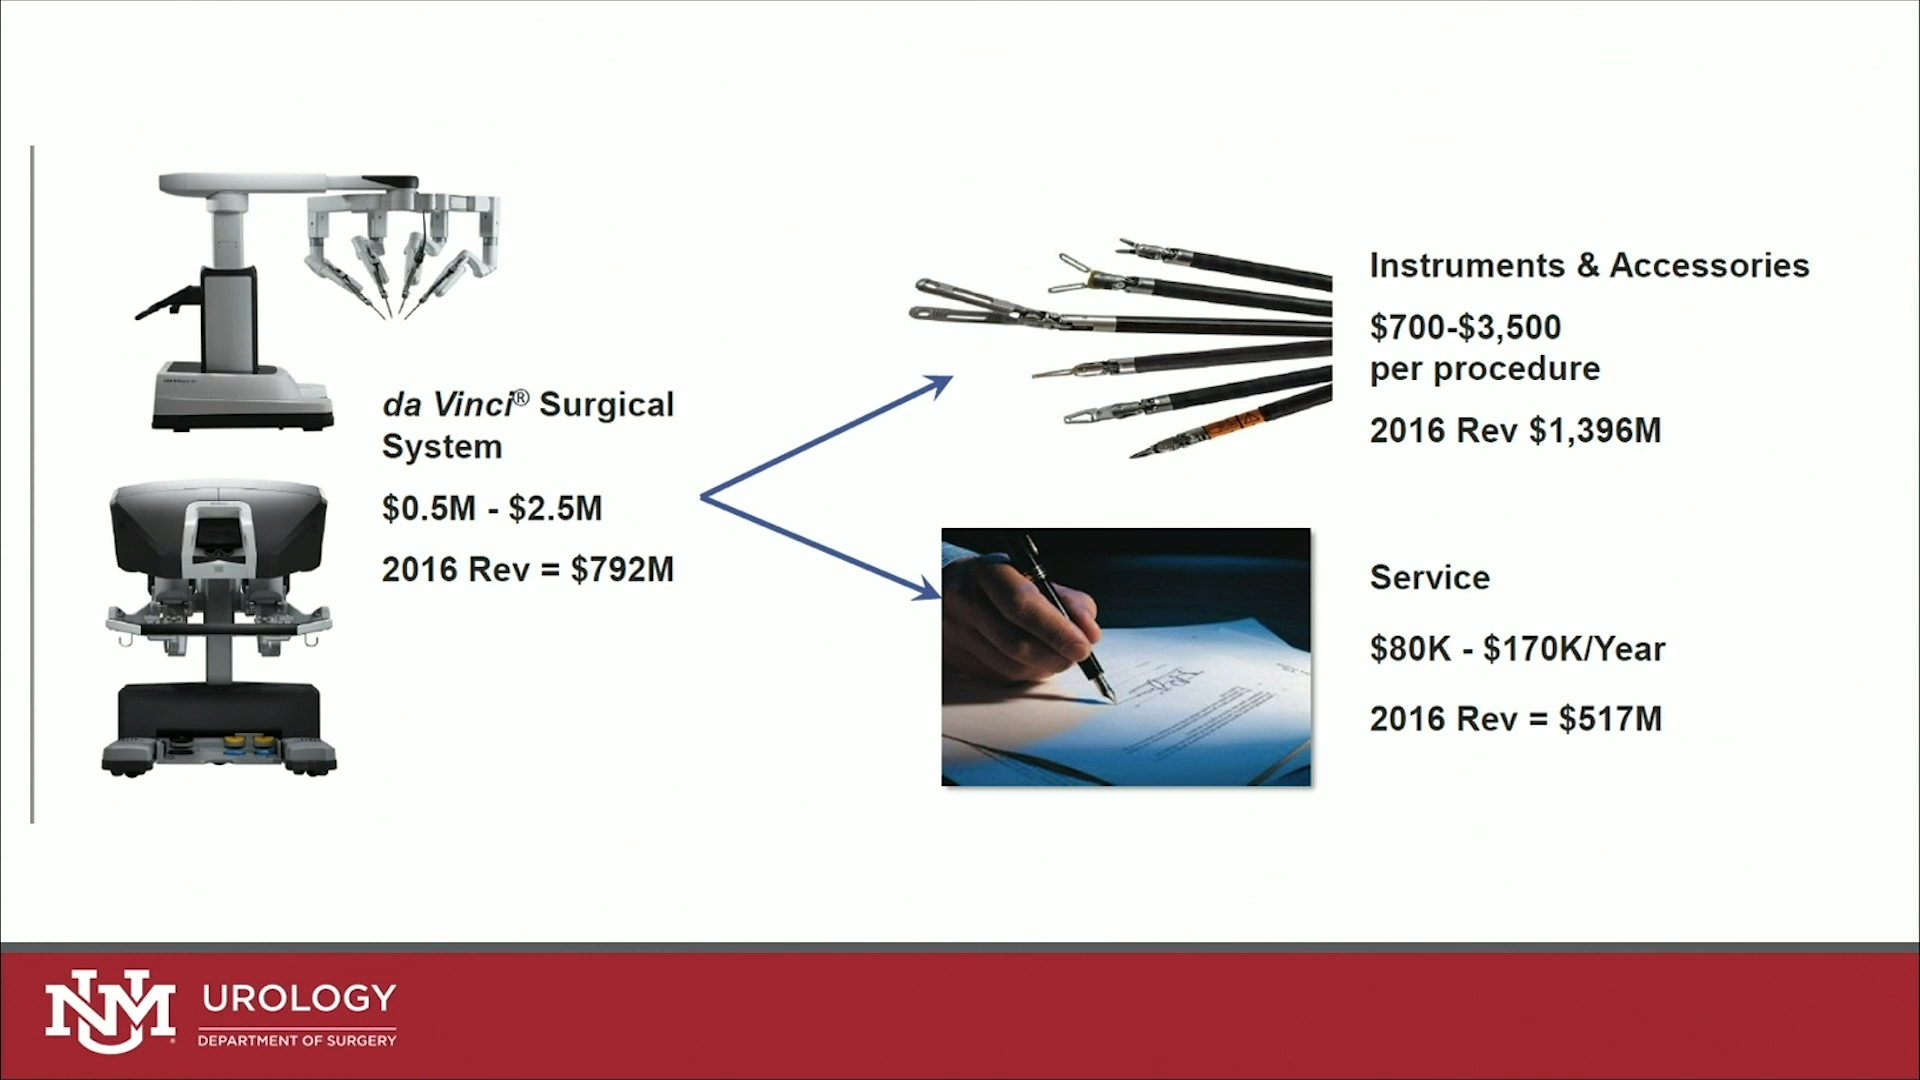 da Vinci® Surgical
System
$0.5M - $2.5M
2016 Rev = $792M
Instruments & Accessories
$700-$3,500
per procedure
2016 Rev $1,396M
Service
$80K - $170K/Year
2016 Rev = $517M
UNM
UROLOGY
DEPARTMENT OF SURGERY